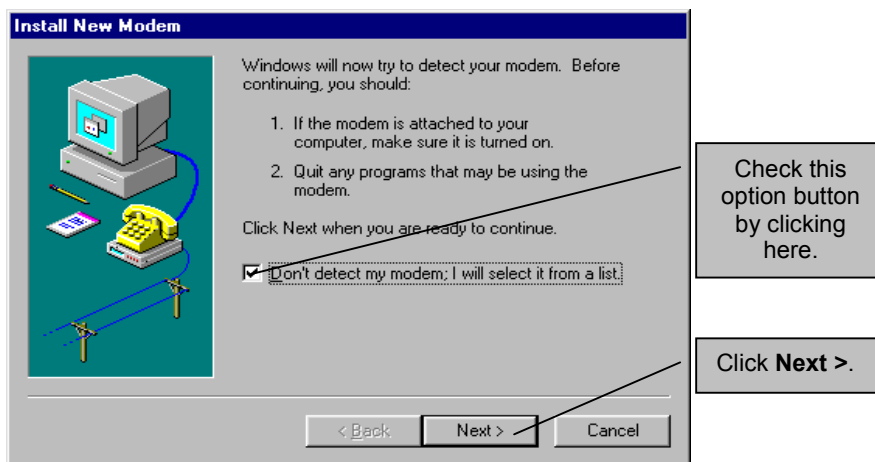 Install New Modem
Windows will now try to detect your modem.  Before
continuing, you should:
1. If the modem is attached to your
computer, make sure it is turned on.
2. Quit any programs that may be using the
modem.
Click Next when you are ready to continue.
Don't detect my modem; I will select it from a list.
< Back
Next >
Cancel
Check this
option button
by clicking
here.
Click Next >.